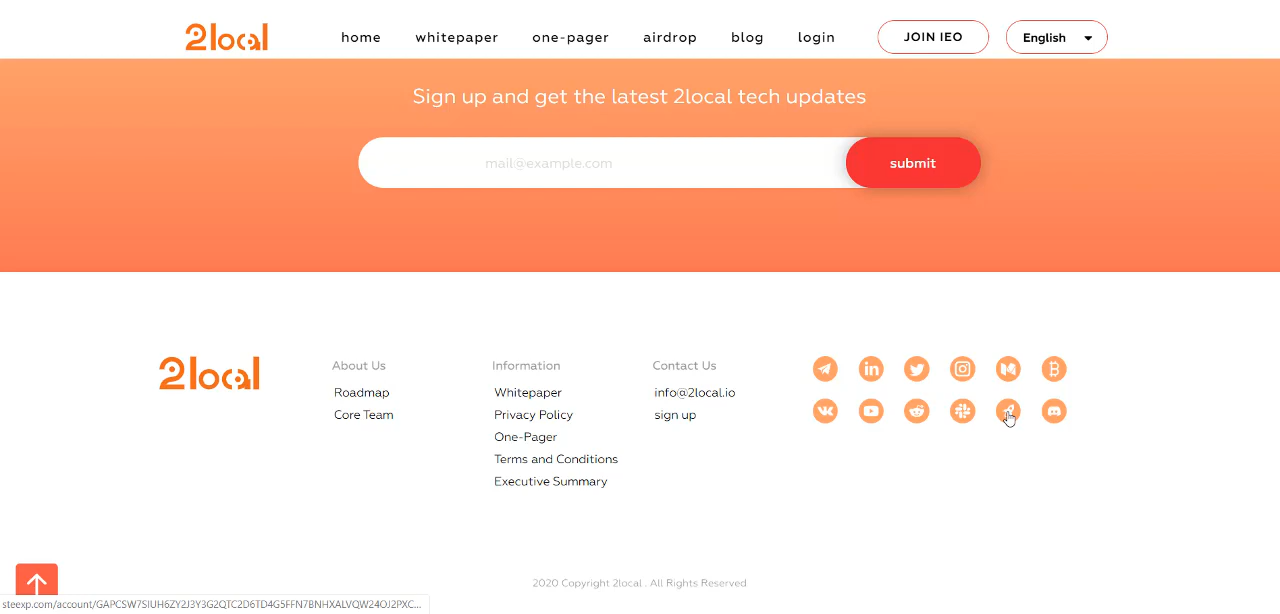 2local
home
whitepaper
one-pager
airdrop
blog
login
JOIN IEO
English
Sign up and get the latest 2local tech updates
mail@example.com
submit
2local
About Us
Roadmap
Core Team
Information
Whitepaper
Privacy Policy
One-Pager
Terms and Conditions
Executive Summary
Contact Us
info@2local.io
sign up
2020 Copyright 2local . All Rights Reserved
steexp.com/account/GAPCSW7SIUH6ZY2J3Y3G2QTC2D6TD4G5FFN7BNHXALVQW24OJ2PXC...